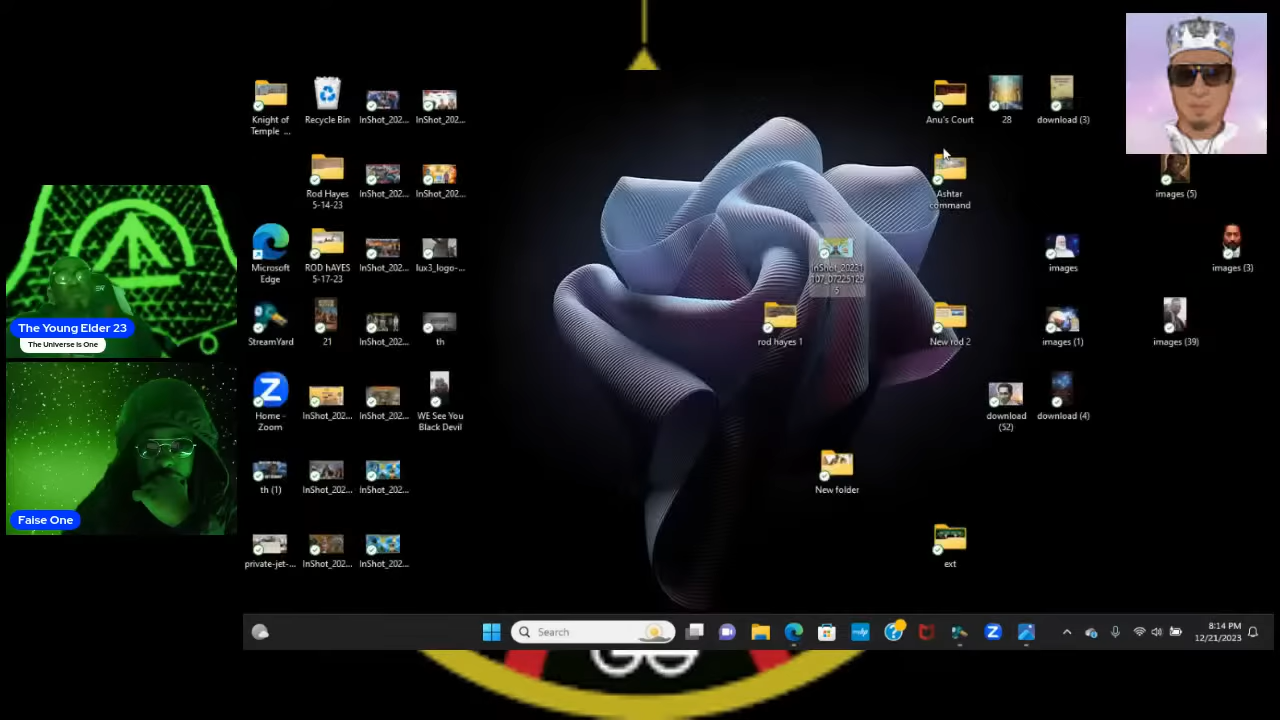 Knight of
Temple ...
Recycle Bin
InShot_202...
InShot_202...
Anu's Court
28
download (3)
Rod Hayes
5-14-23
InShot_202...
InShot_202...
Ashtar
command
images (5)
Microsoft
Edge
ROD hAYES
5-17-23
InShot_202...
lux3_logo-...
InShot_20231
107_07225129
5
images
images (3)
The Young Elder 23
The Universe is One
StreamYard
21
InShot_202...
th
rod hayes 1
New rod 2
images (1)
images (39)
Home -
Zoom
InShot_202...
InShot_202...
WE See You
Black Devil
download
(52)
download (4)
th (1)
InShot_202...
InShot_202...
New folder
False One
private-jet-...
InShot_202...
InShot_202...
ext
Search
8:14 PM
12/21/2023